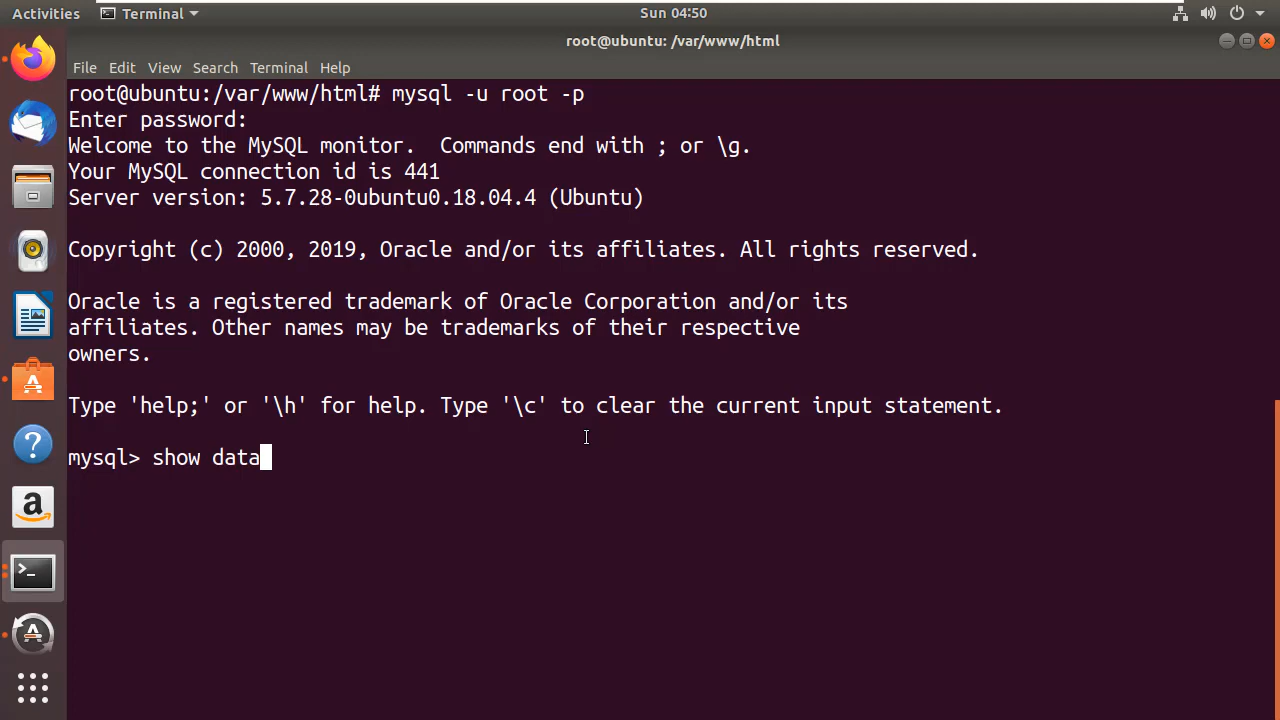 Activities Terminal Sun 04:50
root@ubuntu: /var/www/html
File Edit View Search Terminal Help
root@ubuntu:/var/www/html# mysql -u root -p
Enter password:
Welcome to the MySQL monitor.  Commands end with ; or \g.
Your MySQL connection id is 441
Server version: 5.7.28-0ubuntu0.18.04.4 (Ubuntu)
Copyright (c) 2000, 2019, Oracle and/or its affiliates. All rights reserved.
Oracle is a registered trademark of Oracle Corporation and/or its
affiliates. Other names may be trademarks of their respective
owners.
Type 'help;' or '\h' for help. Type '\c' to clear the current input statement.
mysql> show data